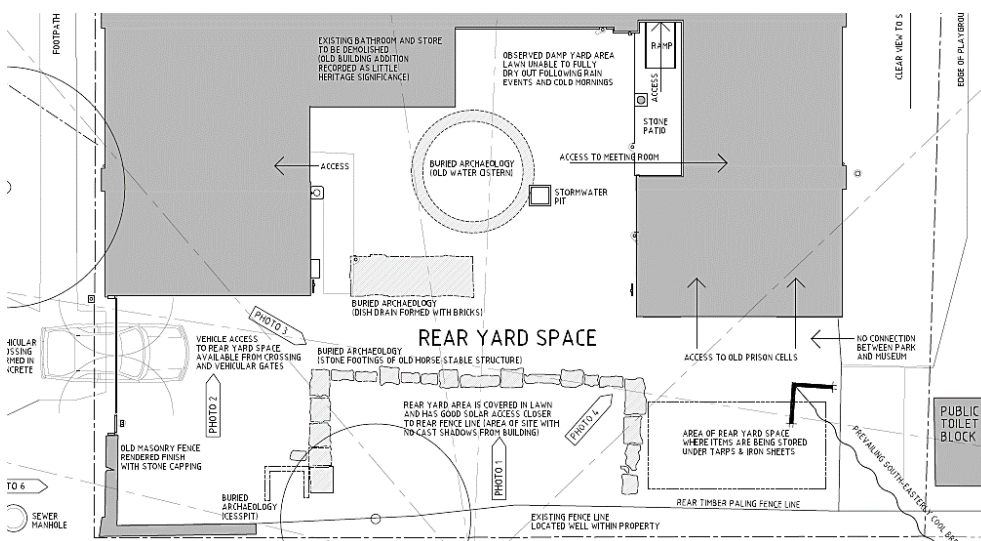 FOOTPATH
EXISTING BATHROOM AND STORE
TO BE DEMOLISHED
(OLD BUILDING ADDITION
RECORDED AS LITTLE
HERITAGE SIGNIFICANCE)
OBSERVED DAMP YARD AREA
LAWN UNABLE TO FULLY
DRY OUT FOLLOWING RAIN
EVENTS AND COLD MORNINGS
RAMP
ACCESS
STONE
PATIO
CLEAR VIEW TO S
EDGE OF PLAYGROU
ACCESS
BURIED ARCHAEOLOGY
(OLD WATER CISTERN)
ACCESS TO MEETING ROOM
STORMWATER
PIT
BURIED ARCHAEOLOGY
(DISH DRAIN FORMED WITH BRICKS)
PHOTO 3
REAR YARD SPACE
HICULAR
OSSING
RMED IN
NCRETE
VEHICLE ACCESS
TO REAR YARD SPACE
AVAILABLE FROM CROSSING
AND VEHICULAR GATES
BURIED ARCHAEOLOGY
(STONE FOOTINGS OF OLD HORSE STABLE STRUCTURE)
ACCESS TO OLD PRISON CELLS
NO CONNECTION
BETWEEN PARK
AND MUSEUM
PHOTO 2
REAR YARD AREA IS COVERED IN LAWN
AND HAS GOOD SOLAR ACCESS CLOSER
TO REAR FENCE LINE (AREA OF SITE WITH
NO CAST SHADOWS FROM BUILDING)
PHOTO 4
PHOTO 1
AREA OF REAR YARD SPACE
WHERE ITEMS ARE BEING STORED
UNDER TARPS & IRON SHEETS
PUBLIC
TOILET
BLOCK
PREVAILING SOUTH-EASTERLY COOL BRE
OLD MASONRY FENCE
RENDERED FINISH
WITH STONE CAPPING
TO 6
SEWER
MANHOLE
BURIED
ARCHAEOLOGY
(CESSPIT)
REAR TIMBER PALING FENCE LINE
EXISTING FENCE LINE
LOCATED WELL WITHIN PROPERTY